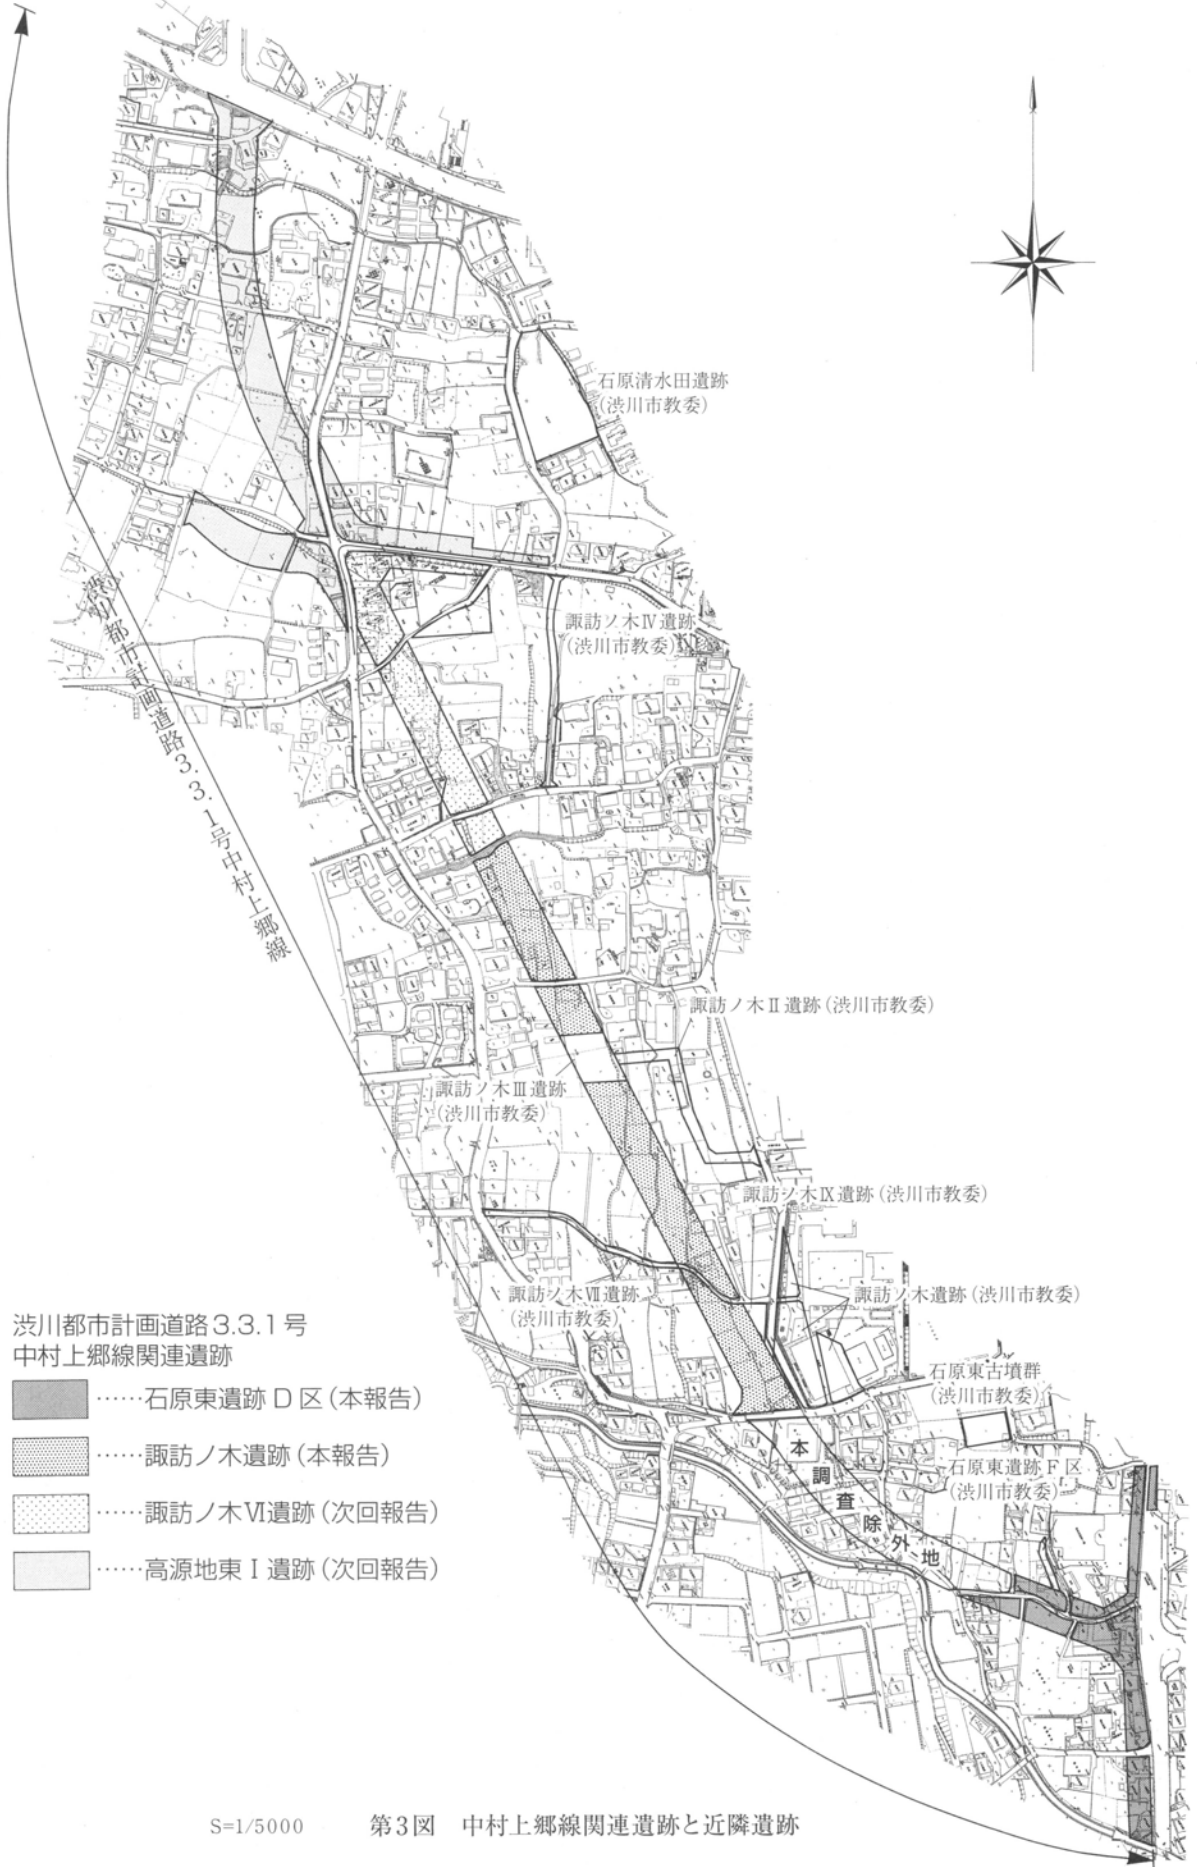 石原清水田遺跡
(渋川市教委)
諏訪ノ木Ⅳ遺跡
(渋川市教委)
渋川都市計画道路3.3.1号中村上郷線
諏訪ノ木Ⅱ遺跡(渋川市教委)
諏訪ノ木Ⅲ遺跡
(渋川市教委)
諏訪ノ木Ⅸ遺跡(渋川市教委)
諏訪ノ木Ⅶ遺跡
(渋川市教委)
諏訪ノ木遺跡(渋川市教委)
石原東古墳群
(渋川市教委)
石原東遺跡F区
(渋川市教委)
本調査除外地
渋川都市計画道路3.3.1号
中村上郷線関連遺跡
……石原東遺跡D区(本報告)
……諏訪ノ木遺跡(本報告)
……諏訪ノ木Ⅵ遺跡(次回報告)
……高源地東Ⅰ遺跡(次回報告)
S=1/5000 第3図 中村上郷線関連遺跡と近隣遺跡